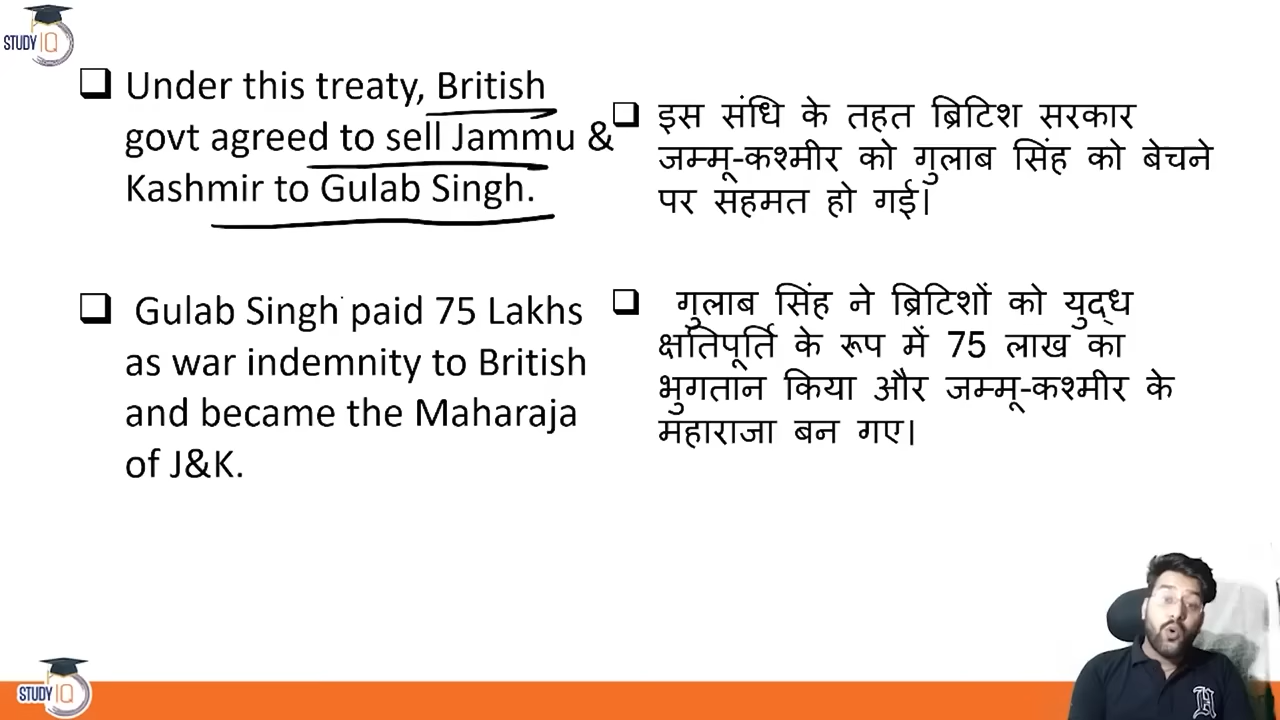 STUDY IQ
Under this treaty, British
govt agreed to sell Jammu &
Kashmir to Gulab Singh.
Gulab Singh paid 75 Lakhs
as war indemnity to British
and became the Maharaja
of J&K.
इस संधि के तहत ब्रिटिश सरकार
जम्मू-कश्मीर को गुलाब सिंह को बेचने
पर सहमत हो गई।
गुलाब सिंह ने ब्रिटिशों को युद्ध
क्षतिपूर्ति के रूप में 75 लाख का
भुगतान किया और जम्मू-कश्मीर के
महाराजा बन गए।
STUDY IQ